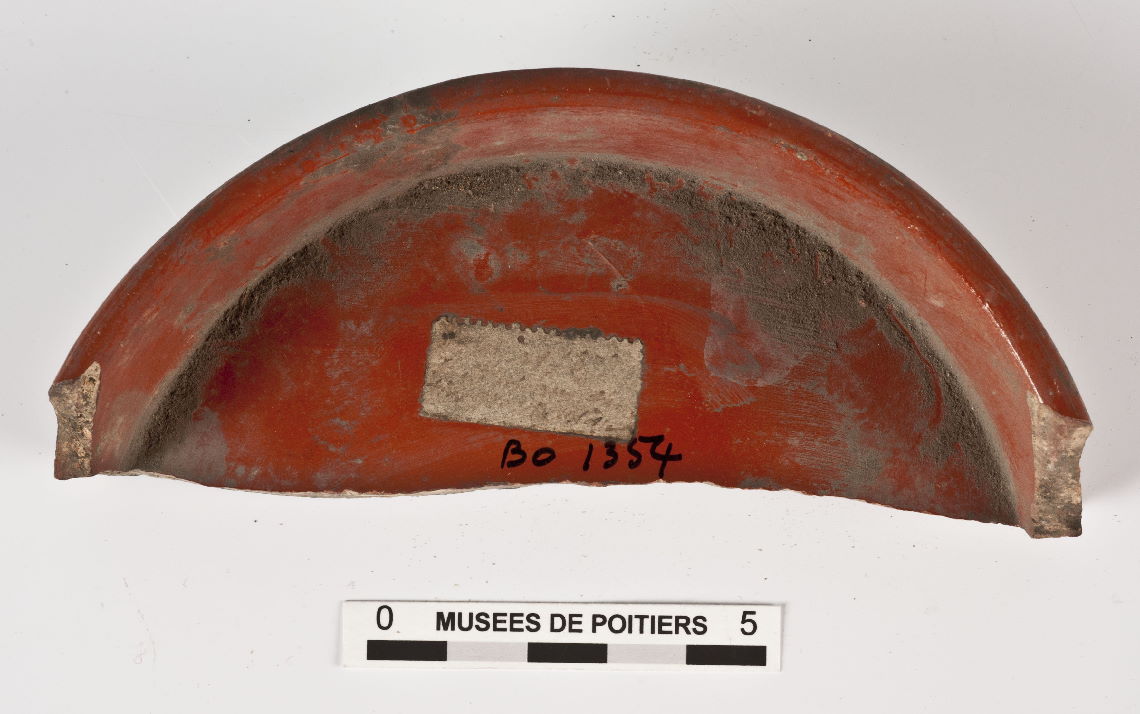 BO 1354
0 MUSEES DE POITIERS 5